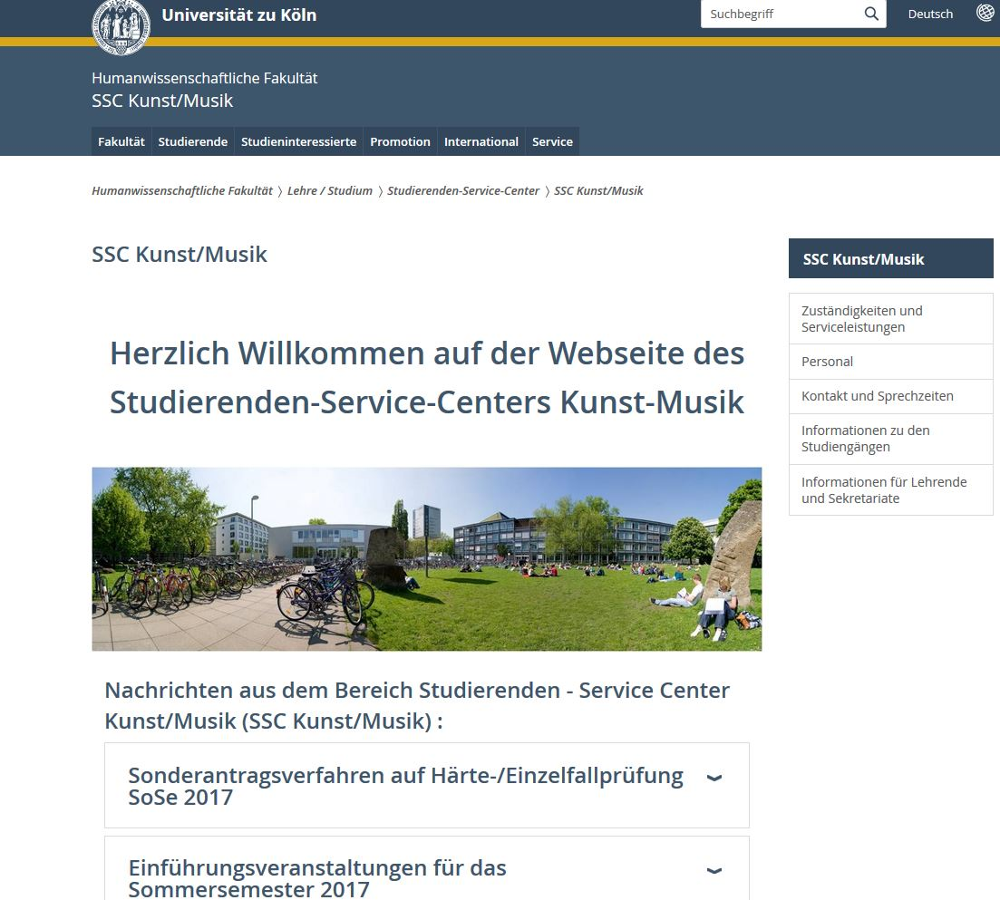 Universität zu Köln
Suchbegriff
Deutsch
Humanwissenschaftliche Fakultät
SSC Kunst/Musik
Fakultät Studierende Studieninteressierte Promotion International Service
Humanwissenschaftliche Fakultät 〉 Lehre / Studium 〉 Studierenden-Service-Center 〉 SSC Kunst/Musik
SSC Kunst/Musik
Herzlich Willkommen auf der Webseite des
Studierenden-Service-Centers Kunst-Musik
Nachrichten aus dem Bereich Studierenden - Service Center
Kunst/Musik (SSC Kunst/Musik) :
Sonderantragsverfahren auf Härte-/Einzelfallprüfung
SoSe 2017
Einführungsveranstaltungen für das
Sommersemester 2017
SSC Kunst/Musik
Zuständigkeiten und
Serviceleistungen
Personal
Kontakt und Sprechzeiten
Informationen zu den
Studiengängen
Informationen für Lehrende
und Sekretariate